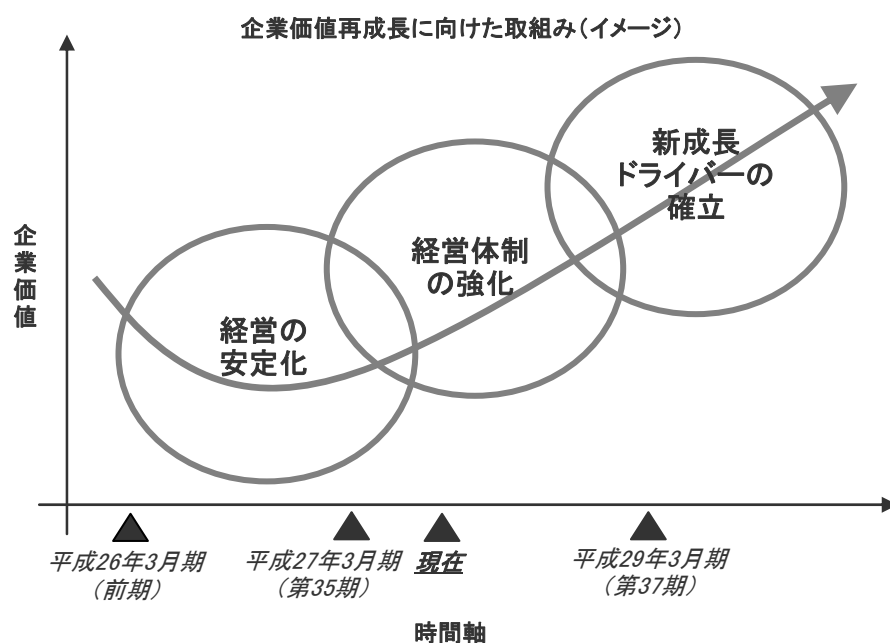 企業価値再成長に向けた取組み（イメージ）
企業価値
新成長
ドライバーの
確立
経営体制
の強化
経営の
安定化
平成26年3月期
（前期）
平成27年3月期
（第35期）
現在
平成29年3月期
（第37期）
時間軸